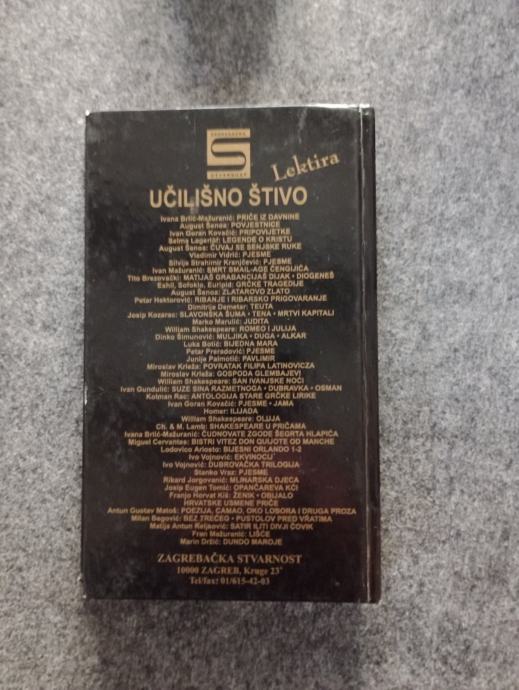 ZAGREBAČKA
S
STVARNOST
Lektira
UČILIŠNO ŠTIVO
Ivana Brlić-Mažuranić: PRIČE IZ DAVNINE
August Šenoa: POVJESTICE
Ivan Goran Kovačić: PRIPOVIJETKE
Selma Lagerlöf: LEGENDE O KRISTU
August Šenoa: ČUVAJ SE SENJSKE RUKE
Vladimir Vidrić: PJESME
Silvije Strahimir Kranjčević: PJESME
Ivan Mažuranić: SMRT SMAIL-AGE ČENGIJIĆA
Tito Brezovački: MATIJAŠ GRABANCIJAŠ DIJAK • DIOGENEŠ
Eshil, Sofoklo, Euripid: GRČKE TRAGEDIJE
August Šenoa: ZLATAROVO ZLATO
Petar Hektorović: RIBANJE I RIBARSKO PRIGOVARANJE
Dimitrija Demeter: TEUTA
Josip Kozarac: SLAVONSKA ŠUMA • TENA • MRTVI KAPITALI
Marko Marulić: JUDITA
William Shakespeare: ROMEO I JULIJA
Dinko Šimunović: MULJIKA • DUGA • ALKAR
Luka Botić: BIJEDNA MARA
Petar Preradović: PJESME
Junije Palmotić: PAVLIMIR
Miroslav Krleža: POVRATAK FILIPA LATINOVICZA
Miroslav Krleža: GOSPODA GLEMBAJEVI
William Shakespeare: SAN IVANJSKE NOĆI
Ivan Gundulić: SUZE SINA RAZMETNOGA • DUBRAVKA • OSMAN
Kolman Rac: ANTOLOGIJA STARE GRČKE LIRIKE
Ivan Goran Kovačić: PJESME • JAMA
Homer: ILIJADA
William Shakespeare: OLUJA
Ch. & M. Lamb: SHAKESPEARE U PRIČAMA
Ivana Brlić-Mažuranić: ČUDNOVATE ZGODE ŠEGRTA HLAPIĆA
Miguel Cervantes: BISTRI VITEZ DON QUIJOTE OD MANCHE
Lodovico Ariosto: BIJESNI ORLANDO 1-2
Ivo Vojnović: EKVINOCIJ
Ivo Vojnović: DUBROVAČKA TRILOGIJA
Stanko Vraz: PJESME
Rikard Jorgovanić: MLINARSKA DJECA
Josip Eugen Tomić: OPANČAREVA KĆI
Franjo Horvat Kiš: ŽENIK • OBIJALO
HRVATSKE USMENE PRIČE
Antun Gustav Matoš: POEZIJA, CAMAO, OKO LOBORA I DRUGA PROZA
Milan Begović: BEZ TREĆEG • PUSTOLOV PRED VRATIMA
Matija Antun Reljković: SATIR ILITI DIVJI ČOVIK
Fran Mažuranić: LIŠĆE
Marin Držić: DUNDO MAROJE
ZAGREBAČKA STVARNOST
10000 ZAGREB, Kruge 23
Tel/fax: 01/615-42-03